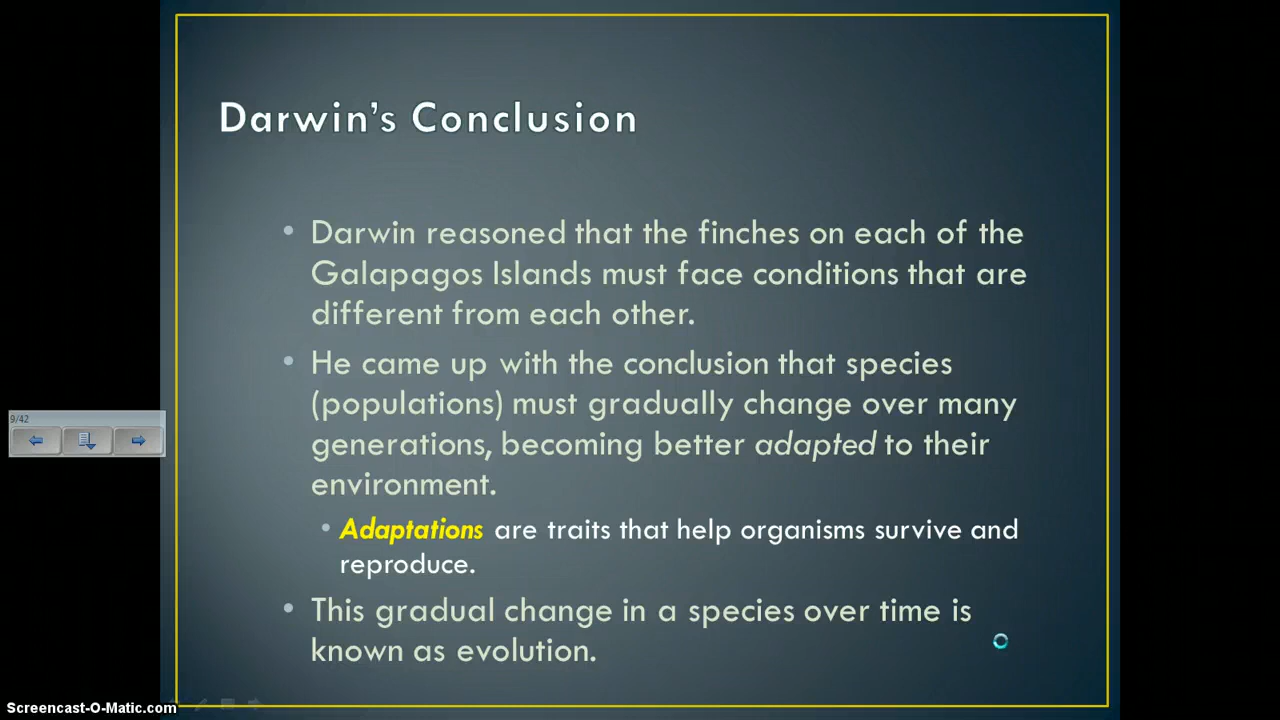 Darwin's Conclusion
• Darwin reasoned that the finches on each of the
Galapagos Islands must face conditions that are
different from each other.
• He came up with the conclusion that species
(populations) must gradually change over many
generations, becoming better adapted to their
environment.
• Adaptations are traits that help organisms survive and
reproduce.
• This gradual change in a species over time is
known as evolution.
9/42
Screencast-O-Matic.com